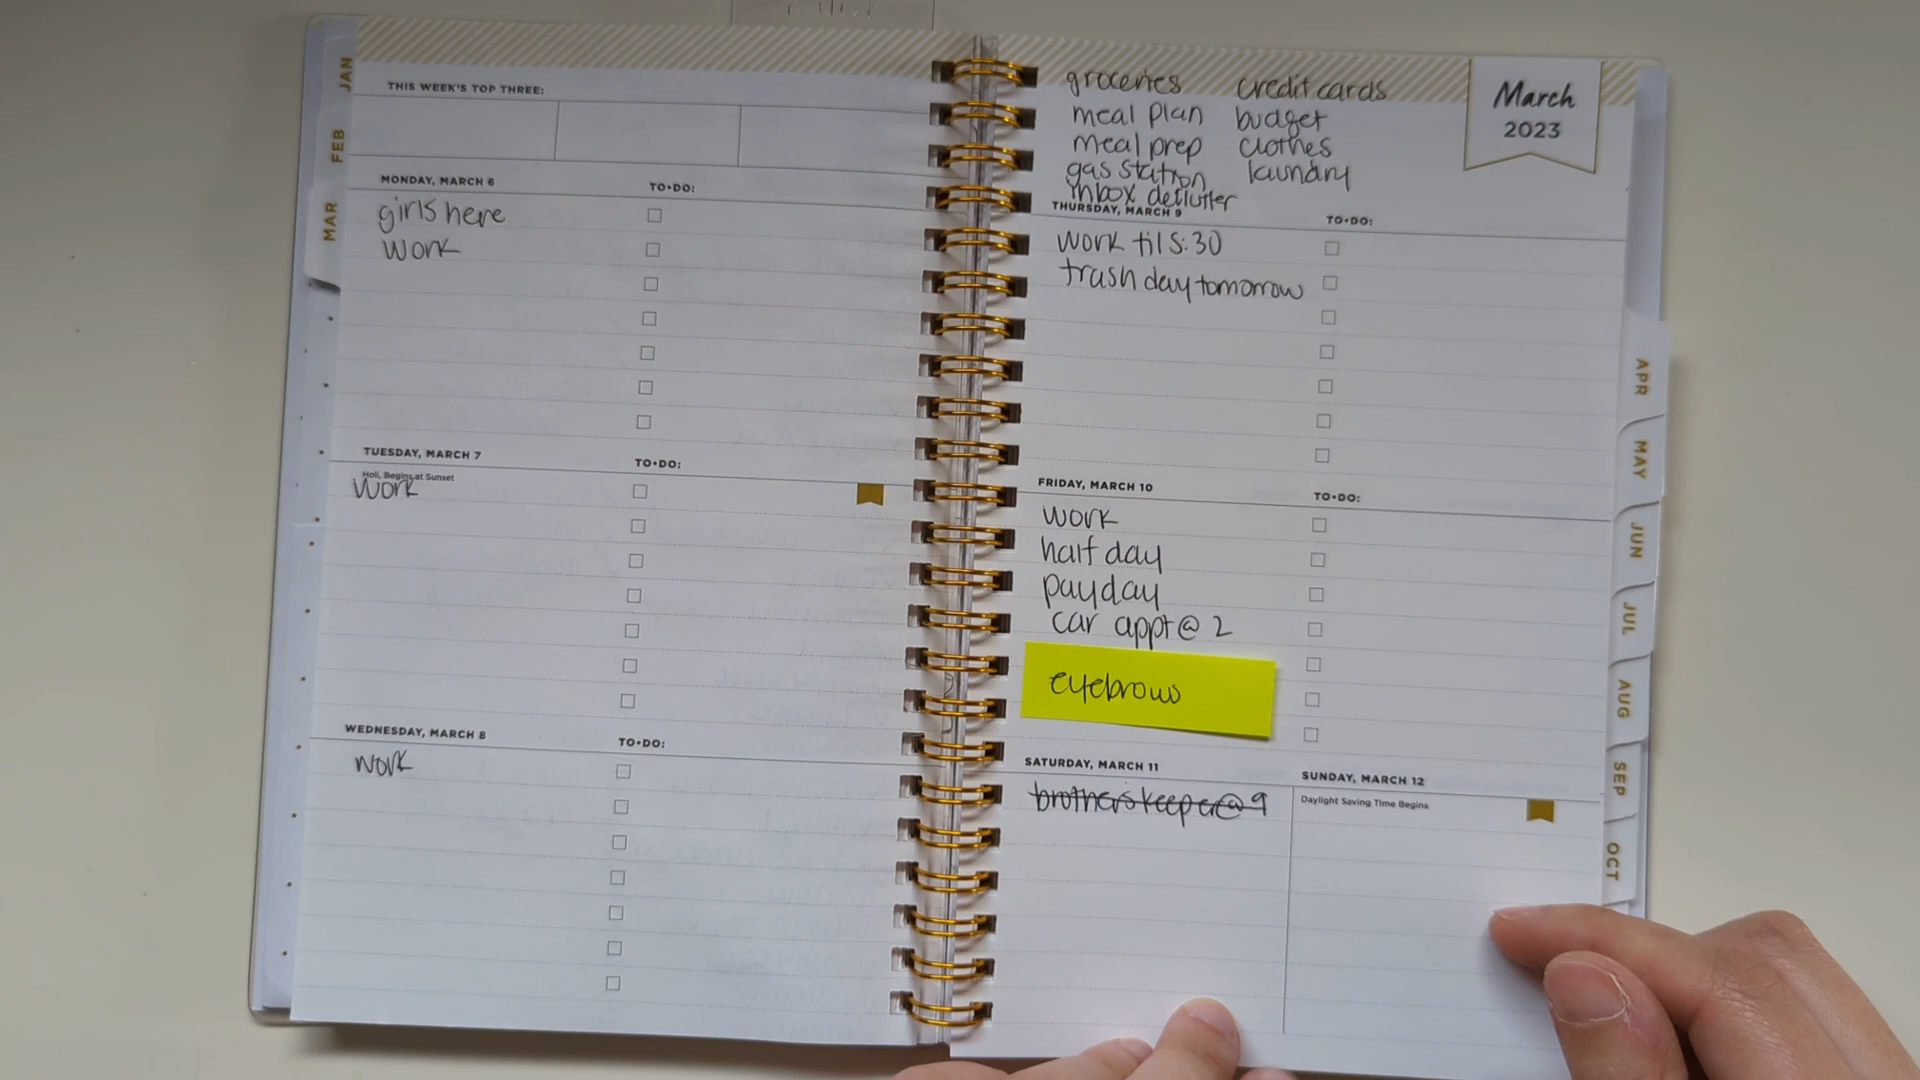 JAN
FEB
MAR
THIS WEEK'S TOP THREE:
MONDAY, MARCH 6
TO•DO:
girls here
work
TUESDAY, MARCH 7
TO•DO:
Holi, Begins at Sunset
work
WEDNESDAY, MARCH 8
TO•DO:
work
groceries credit cards
meal plan budget
meal prep clothes
gas station laundry
inbox declutter
March
2023
THURSDAY, MARCH 9
TO•DO:
work til 5:30
trash day tomorrow
FRIDAY, MARCH 10
TO•DO:
work
half day
payday
car appt @ 2
eyebrows
SATURDAY, MARCH 11
brothers keeper @ 9
SUNDAY, MARCH 12
Daylight Saving Time Begins
APR
MAY
JUN
JUL
AUG
SEP
OCT